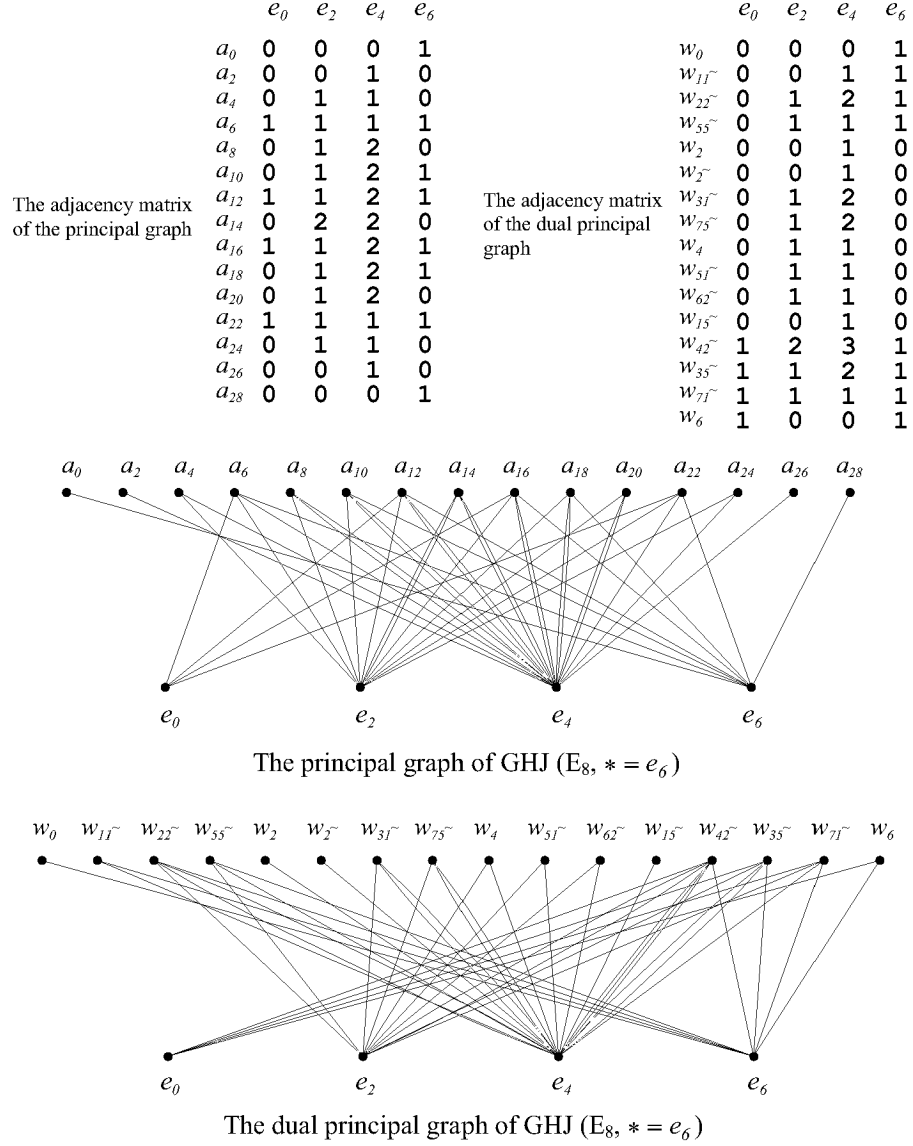 e0 e2 e4 e6
a0 0 0 0 1
a2 0 0 1 0
a4 0 1 1 0
a6 1 1 1 1
a8 0 1 2 0
a10 0 1 2 1
a12 1 1 2 1
a14 0 2 2 0
a16 1 1 2 1
a18 0 1 2 1
a20 0 1 2 0
a22 1 1 1 1
a24 0 1 1 0
a26 0 0 1 0
a28 0 0 0 1
The adjacency matrix
of the principal graph
e0 e2 e4 e6
w0 0 0 0 1
w11~ 0 0 1 1
w22~ 0 1 2 1
w55~ 0 1 1 1
w2 0 0 1 0
w2~ 0 0 1 0
w31~ 0 1 2 0
w75~ 0 1 2 0
w4 0 1 1 0
w51~ 0 1 1 0
w62~ 0 1 1 0
w15~ 0 0 1 0
w42~ 1 2 3 1
w35~ 1 1 2 1
w71~ 1 1 1 1
w6 1 0 0 1
The adjacency matrix
of the dual principal
graph
a0 a2 a4 a6 a8 a10 a12 a14 a16 a18 a20 a22 a24 a26 a28
e0 e2 e4 e6
The principal graph of GHJ (E8, * = e6)
w0 w11~ w22~ w55~ w2 w2~ w31~ w75~ w4 w51~ w62~ w15~ w42~ w35~ w71~ w6
e0 e2 e4 e6
The dual principal graph of GHJ (E8, * = e6)